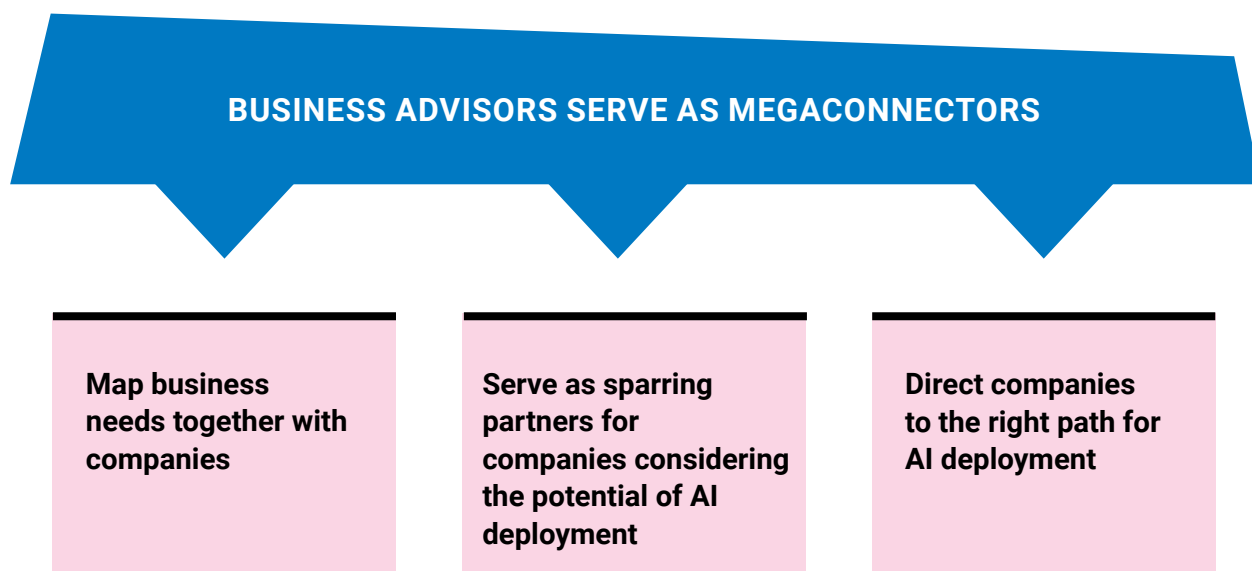 BUSINESS ADVISORS SERVE AS MEGACONNECTORS
Map business
needs together with
companies
Serve as sparring
partners for
companies considering
the potential of AI
deployment
Direct companies
to the right path for
AI deployment